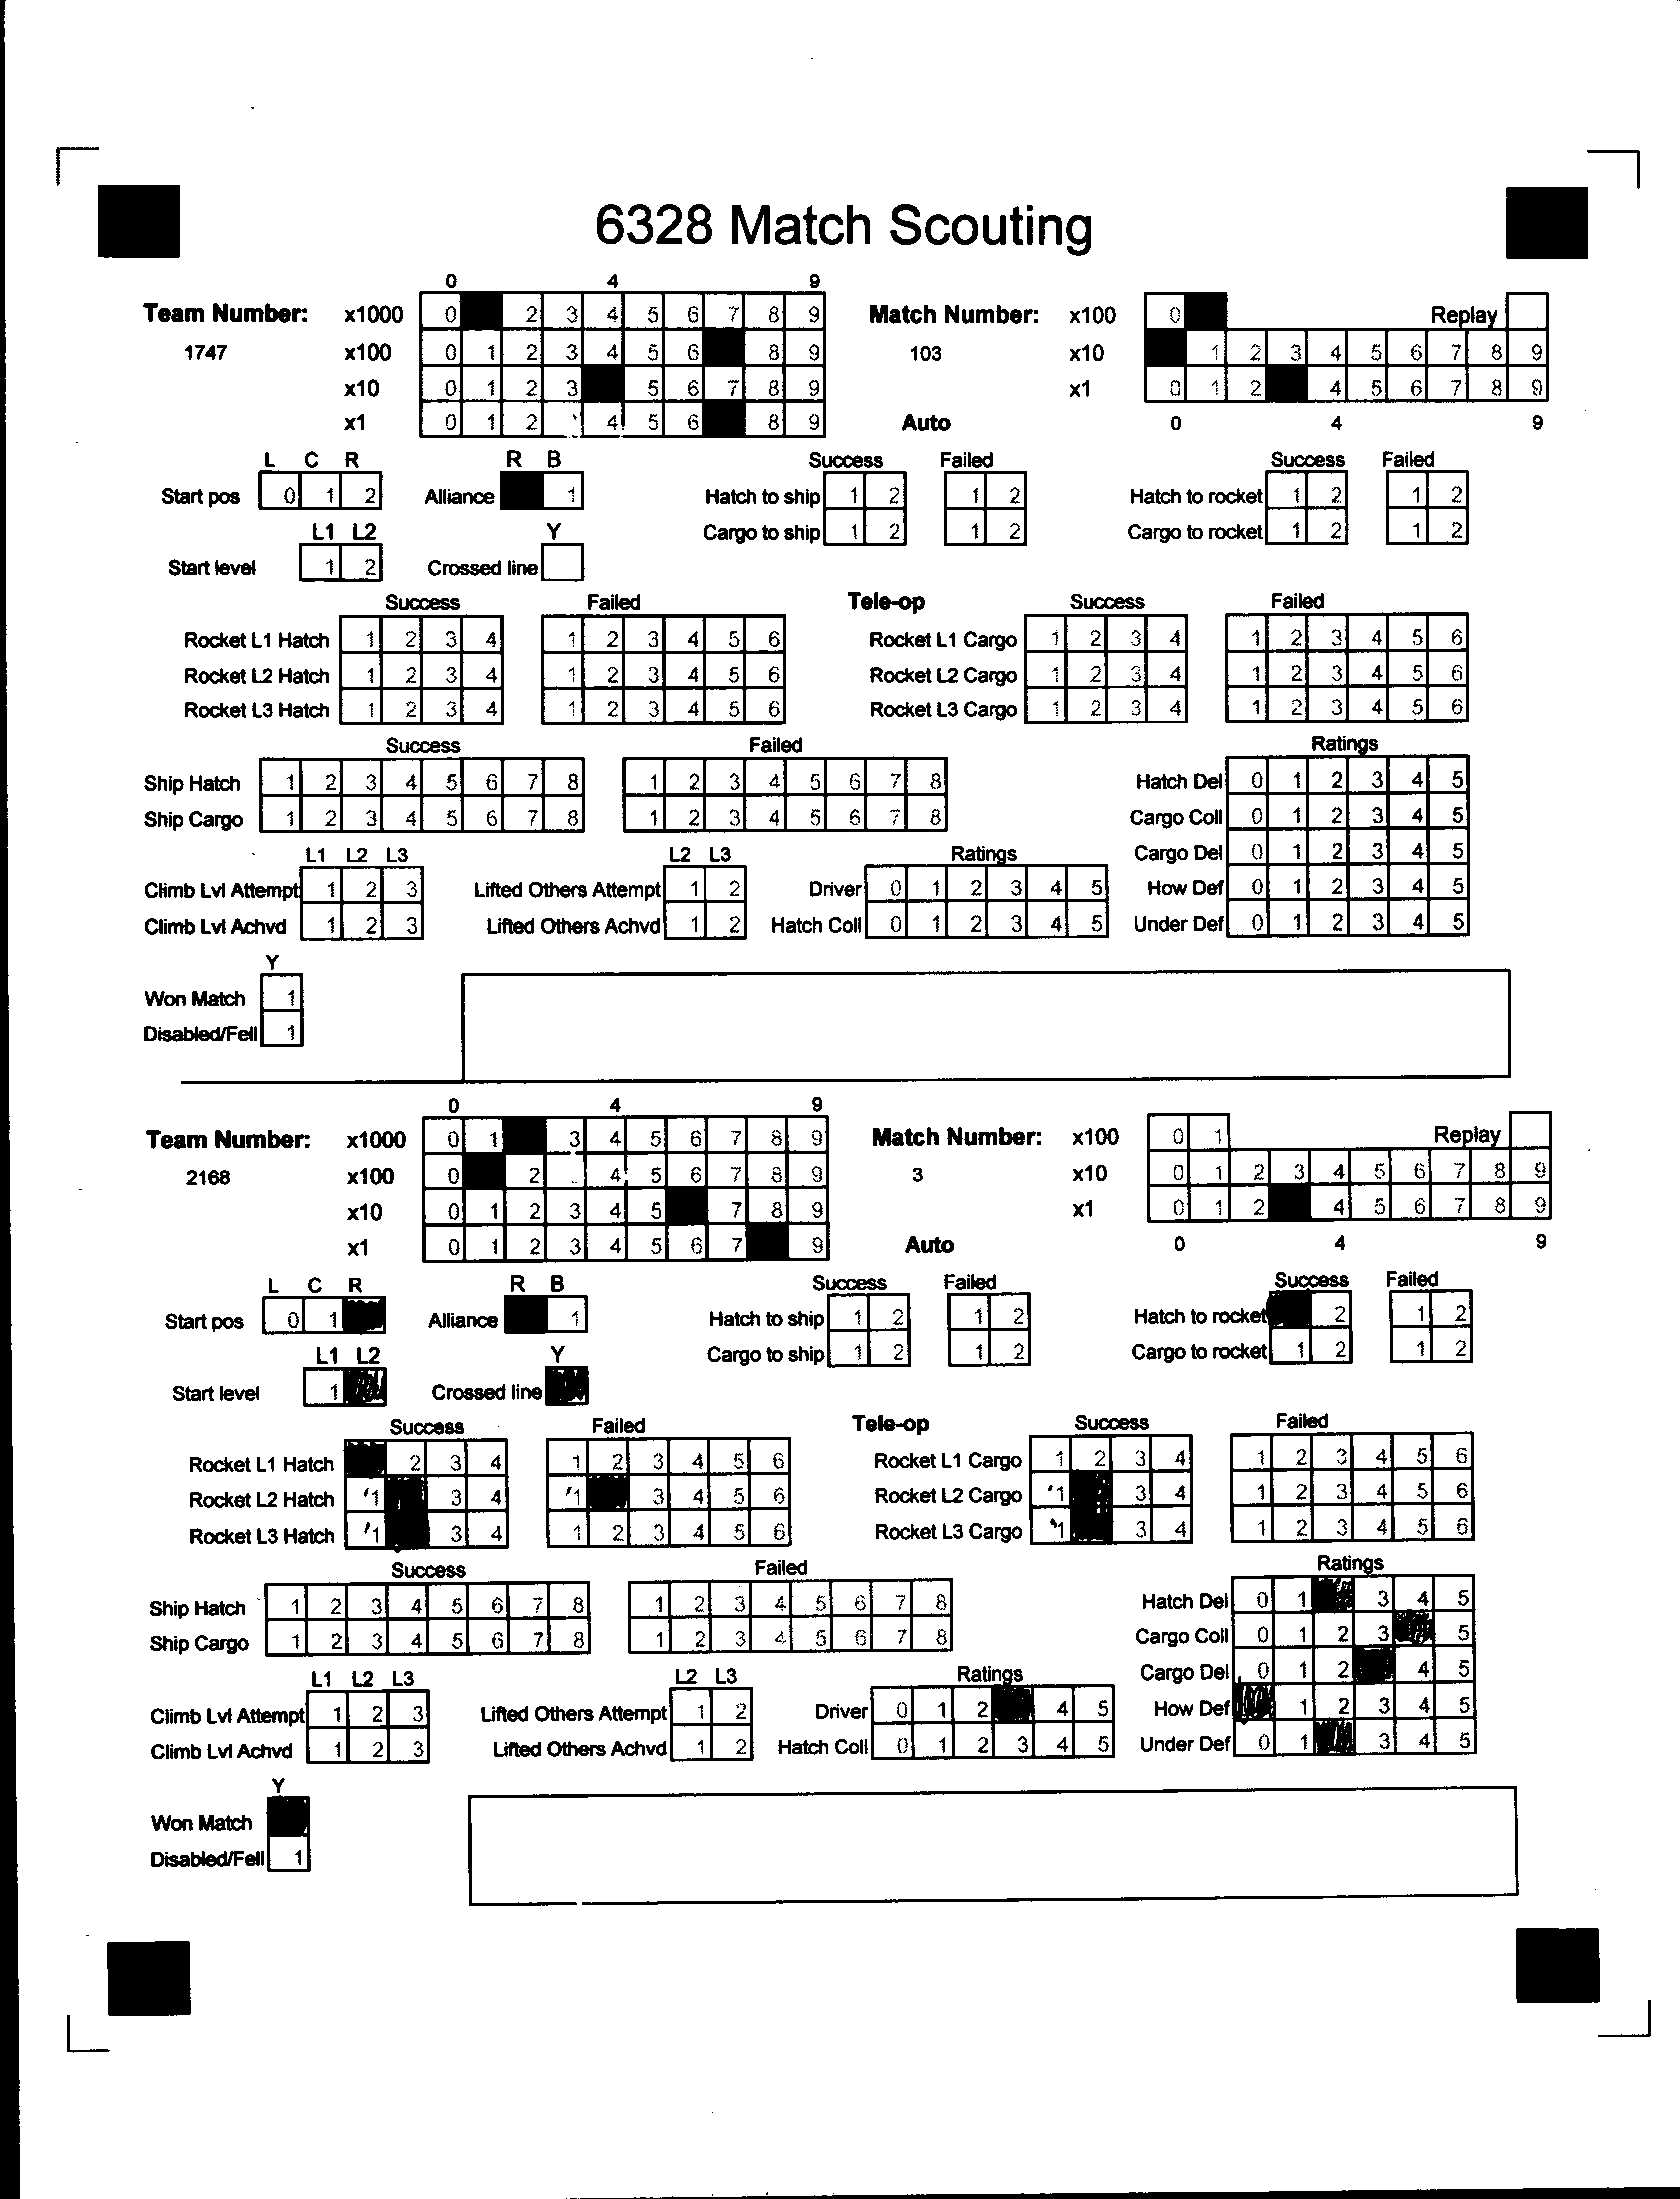 6328 Match Scouting
0 4 9
Team Number: x1000 0 2 3 4 5 6 7 8 9 Match Number: x100 0 Replay
1747 x100 0 1 2 3 4 5 6 8 9 103 x10 1 2 3 4 5 6 7 8 9
x10 0 1 2 3 5 6 7 8 9 x1 0 1 2 4 5 6 7 8 9
x1 0 1 2 4 5 6 8 9 Auto 0 4 9
L C R R B Success Failed Success Failed
Start pos 0 1 2 Alliance 1 Hatch to ship 1 2 1 2 Hatch to rocket 1 2 1 2
L1 L2 Y Cargo to ship 1 2 1 2 Cargo to rocket 1 2 1 2
Start level 1 2 Crossed line
Success Failed Tele-op Success Failed
Rocket L1 Hatch 1 2 3 4 1 2 3 4 5 6 Rocket L1 Cargo 1 2 3 4 1 2 3 4 5 6
Rocket L2 Hatch 1 2 3 4 1 2 3 4 5 6 Rocket L2 Cargo 1 2 3 4 1 2 3 4 5 6
Rocket L3 Hatch 1 2 3 4 1 2 3 4 5 6 Rocket L3 Cargo 1 2 3 4 1 2 3 4 5 6
Success Failed Ratings
Ship Hatch 1 2 3 4 5 6 7 8 1 2 3 4 5 6 7 8 Hatch Del 0 1 2 3 4 5
Ship Cargo 1 2 3 4 5 6 7 8 1 2 3 4 5 6 7 8 Cargo Coll 0 1 2 3 4 5
L1 L2 L3 L2 L3 Ratings Cargo Del 0 1 2 3 4 5
Climb Lvl Attempt 1 2 3 Lifted Others Attempt 1 2 Driver 0 1 2 3 4 5 How Def 0 1 2 3 4 5
Climb Lvl Achvd 1 2 3 Lifted Others Achvd 1 2 Hatch Coll 0 1 2 3 4 5 Under Def 0 1 2 3 4 5
Y
Won Match 1
Disabled/Fell 1
0 4 9
Team Number: x1000 0 1 3 4 5 6 7 8 9 Match Number: x100 0 1 Replay
2168 x100 0 2 4 5 6 7 8 9 3 x10 0 1 2 3 4 5 6 7 8 9
x10 0 1 2 3 4 5 7 8 9 x1 0 1 2 4 5 6 7 8 9
x1 0 1 2 3 4 5 6 7 9 Auto 0 4 9
L C R R B Success Failed Success Failed
Start pos 0 1 Alliance 1 Hatch to ship 1 2 1 2 Hatch to rocket 2 1 2
L1 L2 Y Cargo to ship 1 2 1 2 Cargo to rocket 1 2 1 2
Start level 1 Crossed line
Success Failed Tele-op Success Failed
Rocket L1 Hatch 2 3 4 1 2 3 4 5 6 Rocket L1 Cargo 1 2 3 4 1 2 3 4 5 6
Rocket L2 Hatch 1 3 4 1 3 4 5 6 Rocket L2 Cargo 1 3 4 1 2 3 4 5 6
Rocket L3 Hatch 1 3 4 1 2 3 4 5 6 Rocket L3 Cargo 1 3 4 1 2 3 4 5 6
Success Failed Ratings
Ship Hatch 1 2 3 4 5 6 7 8 1 2 3 4 5 6 7 8 Hatch Del 0 1 3 4 5
Ship Cargo 1 2 3 4 5 6 7 8 1 2 3 4 5 6 7 8 Cargo Coll 0 1 2 3 5
L1 L2 L3 L2 L3 Ratings Cargo Del 0 1 2 4 5
Climb Lvl Attempt 1 2 3 Lifted Others Attempt 1 2 Driver 0 1 2 4 5 How Def 1 2 3 4 5
Climb Lvl Achvd 1 2 3 Lifted Others Achvd 1 2 Hatch Coll 0 1 2 3 4 5 Under Def 0 1 3 4 5
Y
Won Match
Disabled/Fell 1